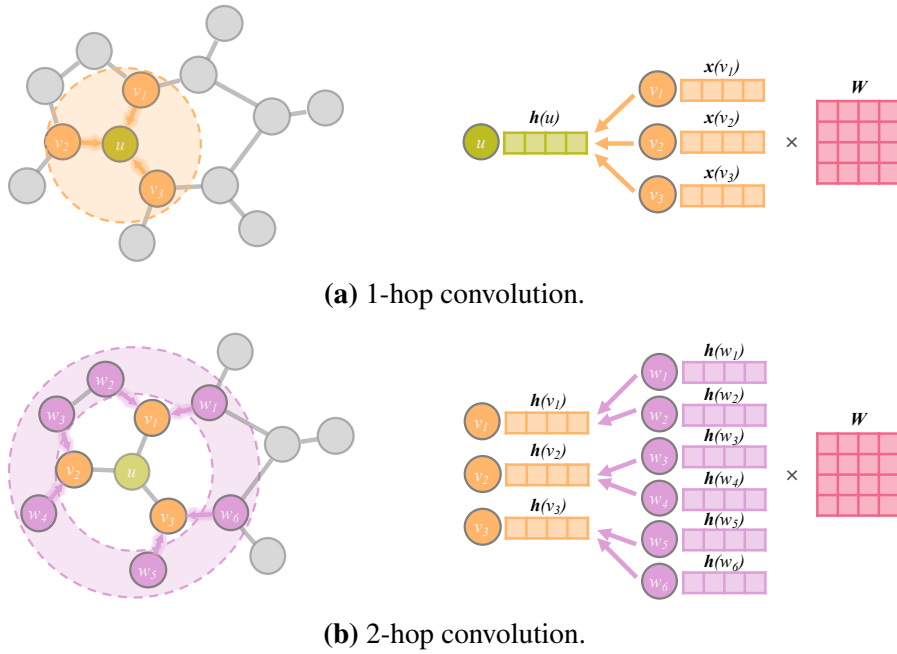 v1
v2
u
v3
h(u)
u
x(v1)
v1
x(v2)
v2
x(v3)
v3
×
W
(a) 1-hop convolution.
w2
w3
v1
w1
v2
u
w4
v3
w6
w5
h(v1)
v1
h(v2)
v2
h(v3)
v3
h(w1)
w1
h(w2)
w2
h(w3)
w3
h(w4)
w4
h(w5)
w5
h(w6)
w6
×
W
(b) 2-hop convolution.